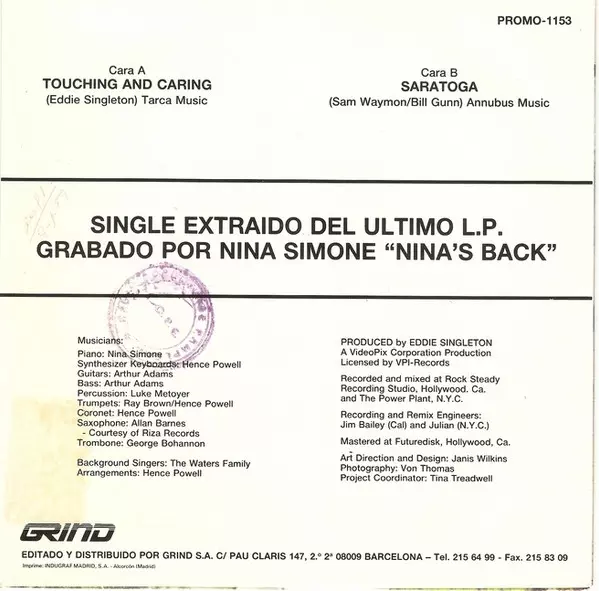 PROMO-1153
Cara A
TOUCHING AND CARING
(Eddie Singleton) Tarca Music
Cara B
SARATOGA
(Sam Waymon/Bill Gunn) Annubus Music
SINGLE EXTRAIDO DEL ULTIMO L.P.
GRABADO POR NINA SIMONE “NINA’S BACK”
Musicians:
Piano: Nina Simone
Synthesizer Keyboards: Hence Powell
Guitars: Arthur Adams
Bass: Arthur Adams
Percussion: Luke Metoyer
Trumpets: Ray Brown/Hence Powell
Coronet: Hence Powell
Saxophone: Allan Barnes
- Courtesy of Riza Records
Trombone: George Bohannon
Background Singers: The Waters Family
Arrangements: Hence Powell
PRODUCED by EDDIE SINGLETON
A VideoPix Corporation Production
Licensed by VPI-Records
Recorded and mixed at Rock Steady
Recording Studio, Hollywood. Ca.
and The Power Plant, N.Y.C.
Recording and Remix Engineers:
Jim Bailey (Cal) and Julian (N.Y.C.)
Mastered at Futuredisk, Hollywood, Ca.
Art Direction and Design: Janis Wilkins
Photography: Von Thomas
Project Coordinator: Tina Treadwell
GRIND
EDITADO Y DISTRIBUIDO POR GRIND S.A. C/ PAU CLARIS 147, 2.º 2ª 08009 BARCELONA – Tel. 215 64 99 - Fax. 215 83 09
Imprime: INDUGRAF MADRID, S.A. - Alcorcón (Madrid)